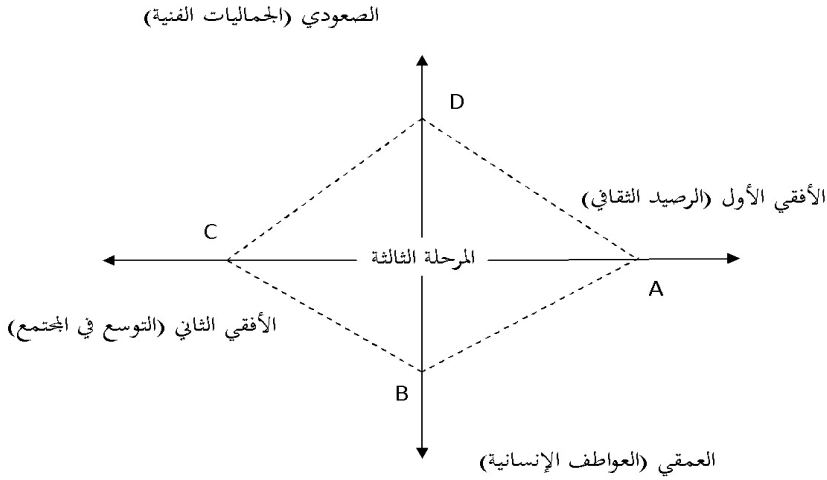 الصعودي (الجماليات الفنية)
D
الأفقي الأول (الرصيد الثقافي)
C
المرحلة الثالثة
A
الأفقي الثاني (التوسع في المجتمع)
B
العمقي (العواطف الإنسانية)